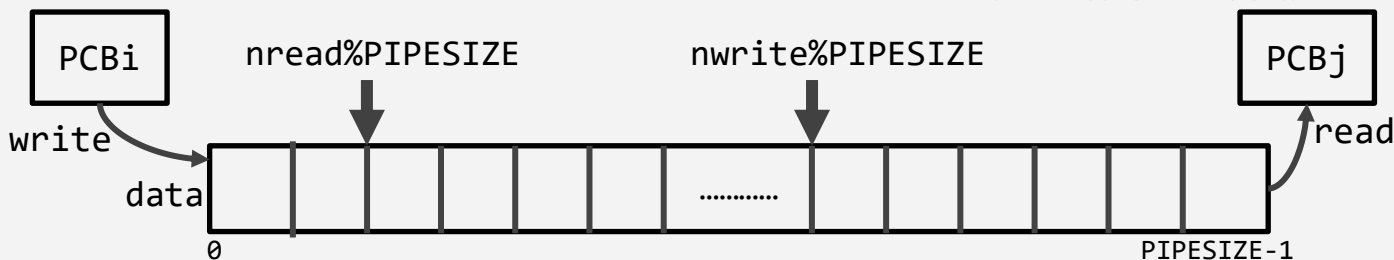 PCBi
nread%PIPESIZE
nwrite%PIPESIZE
PCBj
write
read
data
............
0
PIPESIZE-1